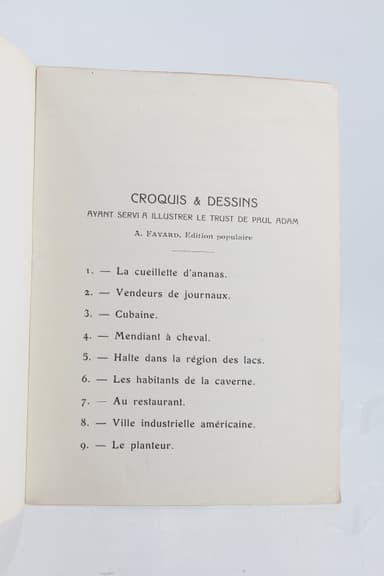 CROQUIS & DESSINS
AYANT SERVI A ILLUSTRER LE TRUST DE PAUL ADAM
A. FAYARD, Edition populaire
1. — La cueillette d'ananas.
2. — Vendeurs de journaux.
3. — Cubaine.
4. — Mendiant à cheval.
5. — Halte dans la région des lacs.
6. — Les habitants de la caverne.
7. — Au restaurant.
8. — Ville industrielle américaine.
9. — Le planteur.